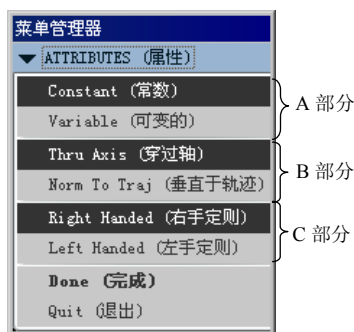 菜单管理器
ATTRIBUTES (属性)
Constant (常数)
Variable (可变的)
A 部分
Thru Axis (穿过轴)
Norm To Traj (垂直于轨迹)
B 部分
Right Handed (右手定则)
Left Handed (左手定则)
C 部分
Done (完成)
Quit (退出)